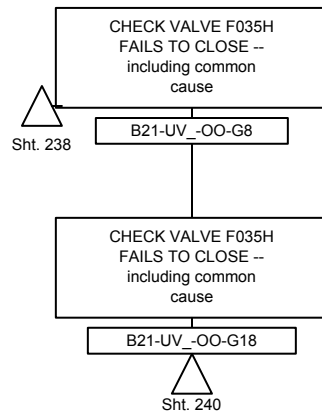 CHECK VALVE F035H
FAILS TO CLOSE --
including common
cause
Sht. 238
B21-UV_-OO-G8
CHECK VALVE F035H
FAILS TO CLOSE --
including common
cause
B21-UV_-OO-G18
Sht. 240